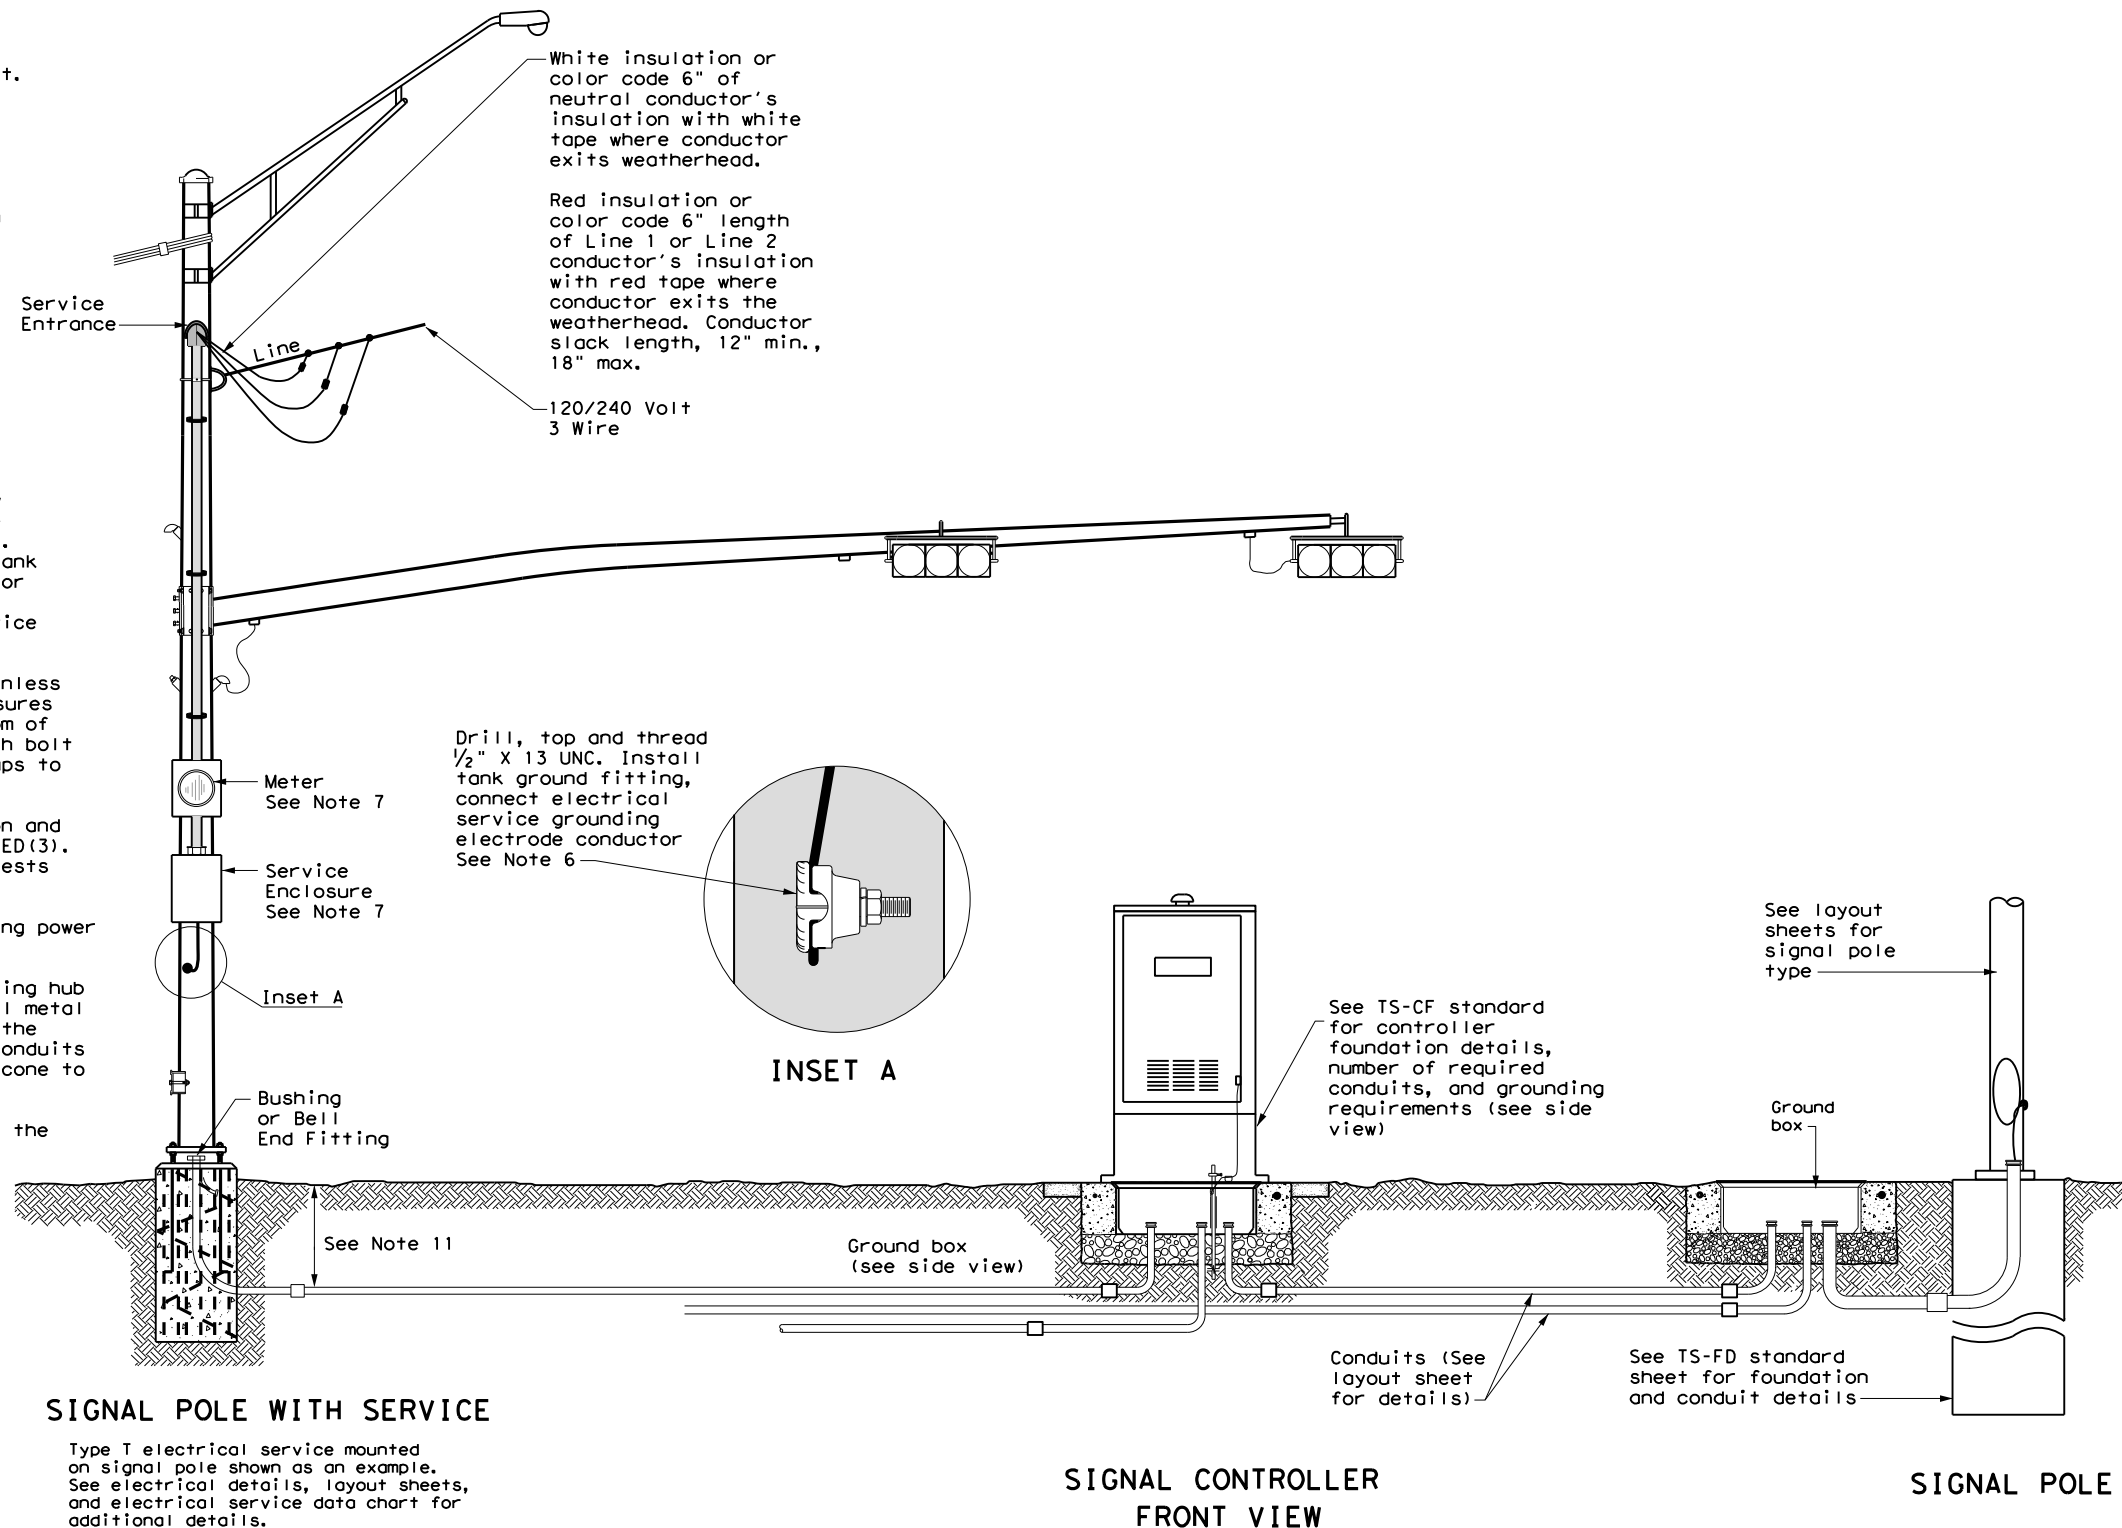 t.
ank
or
ice
nless
sures
m of
h bolt
ps to
n and
ED(3).
ests
ng power
ing hub
l metal
the
onduits
cone to
the
White insulation or
color code 6" of
neutral conductor's
insulation with white
tape where conductor
exits weatherhead.
Red insulation or
color code 6" length
of Line 1 or Line 2
conductor's insulation
with red tape where
conductor exits the
weatherhead. Conductor
slack length, 12" min.,
18" max.
Service
Entrance
Line
120/240 Volt
3 Wire
Drill, top and thread
1/2" X 13 UNC. Install
tank ground fitting,
connect electrical
service grounding
electrode conductor
See Note 6
Meter
See Note 7
Service
Enclosure
See Note 7
Inset A
INSET A
Bushing
or Bell
End Fitting
See Note 11
See TS-CF standard
for controller
foundation details,
number of required
conduits, and grounding
requirements (see side
view)
See layout
sheets for
signal pole
type
Ground
box
Ground box
(see side view)
Conduits (See
layout sheet
for details)
See TS-FD standard
sheet for foundation
and conduit details
SIGNAL POLE WITH SERVICE
Type T electrical service mounted
on signal pole shown as an example.
See electrical details, layout sheets,
and electrical service data chart for
additional details.
SIGNAL CONTROLLER
FRONT VIEW
SIGNAL POLE